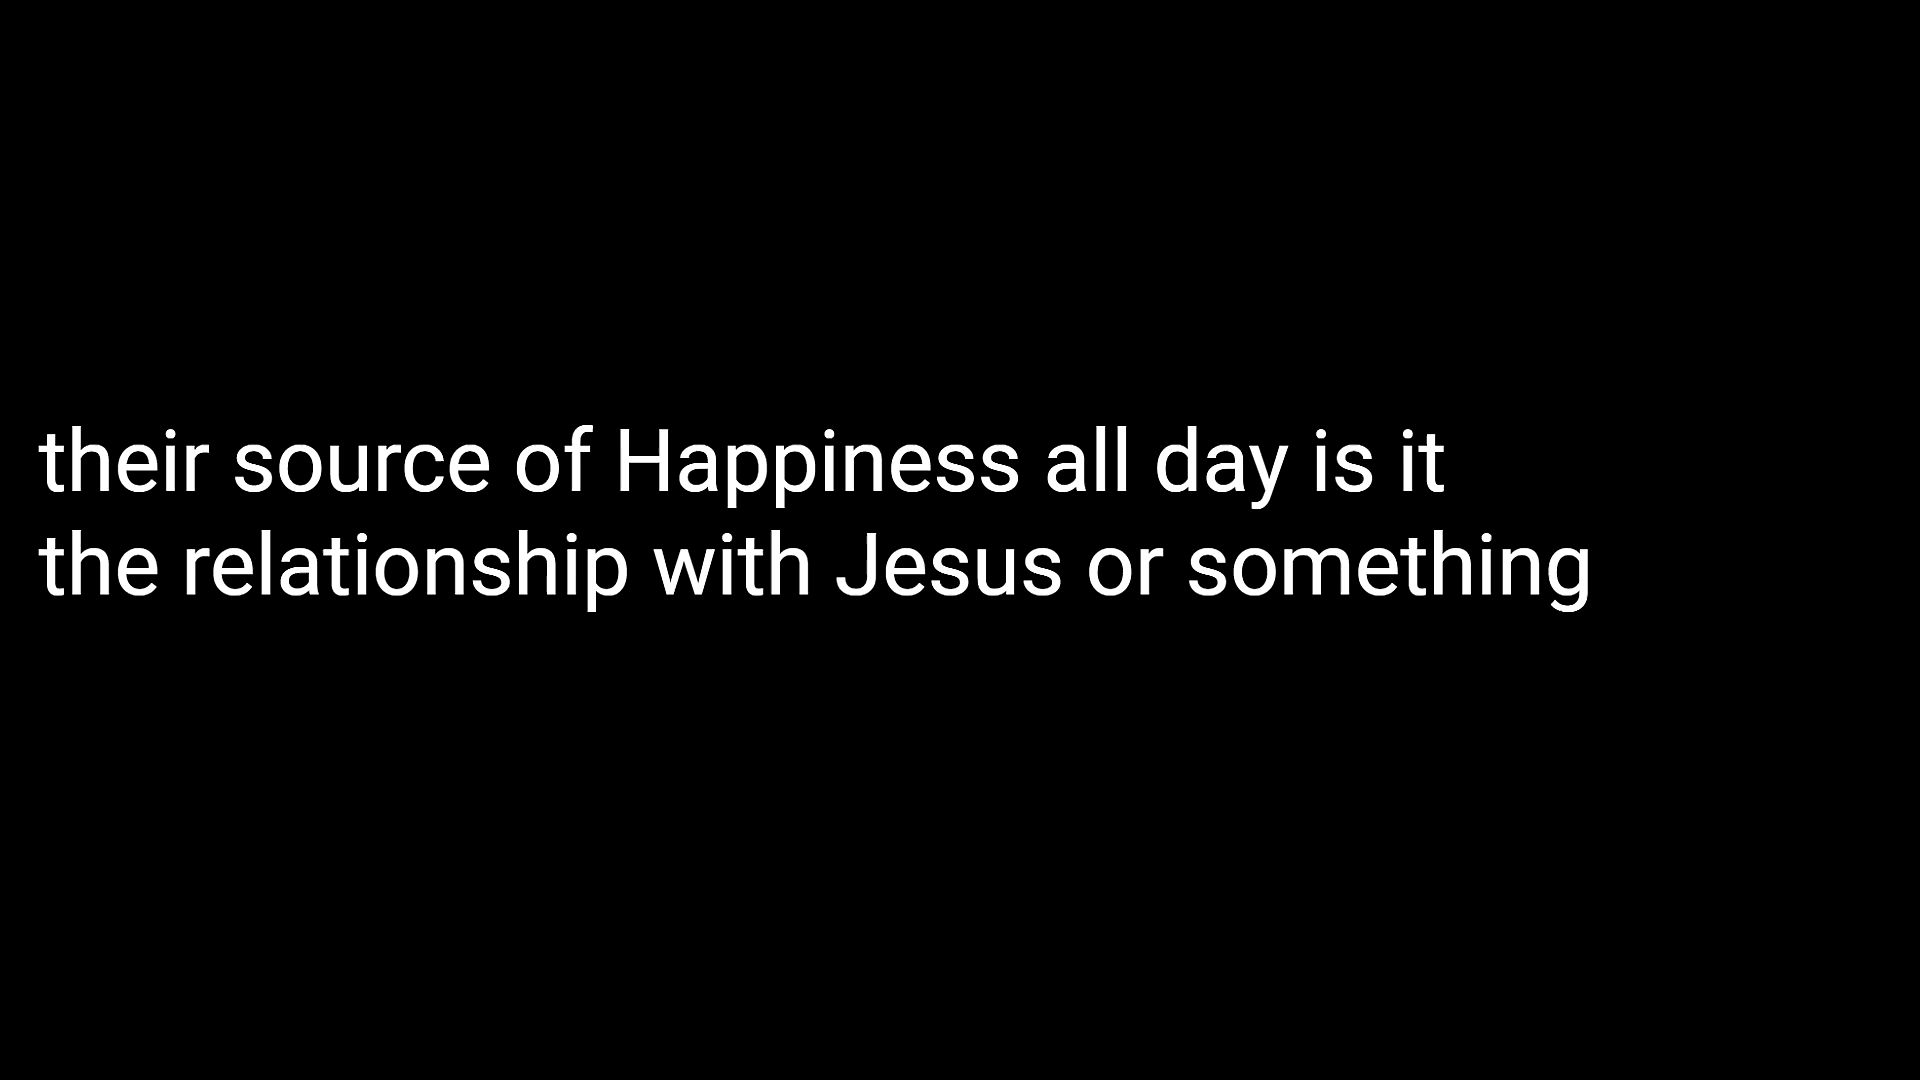 their source of Happiness all day is it
the relationship with Jesus or something